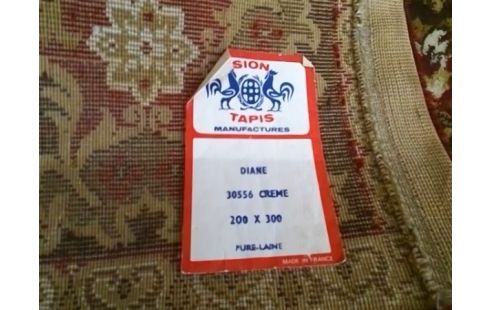 SION
TAPIS
MANUFACTURES
DIANE
30556 CREME
200 X 300
PURE-LAINE
MADE IN FRANCE